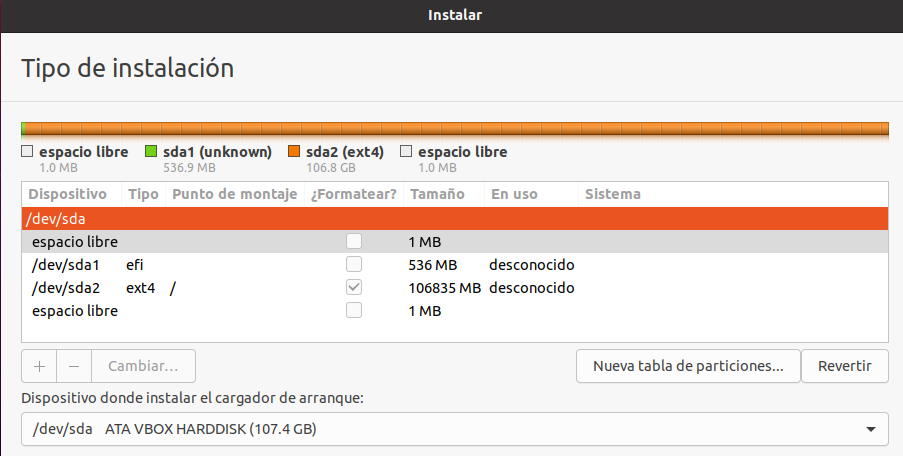 Instalar
Tipo de instalación
espacio libre sda1 (unknown) sda2 (ext4) espacio libre
1.0 MB 536.9 MB 106.8 GB 1.0 MB
Dispositivo Tipo Punto de montaje ¿Formatear? Tamaño En uso Sistema
/dev/sda
espacio libre 1 MB
/dev/sda1 efi 536 MB desconocido
/dev/sda2 ext4 / 106835 MB desconocido
espacio libre 1 MB
+ − Cambiar... Nueva tabla de particiones... Revertir
Dispositivo donde instalar el cargador de arranque:
/dev/sda ATA VBOX HARDDISK (107.4 GB)